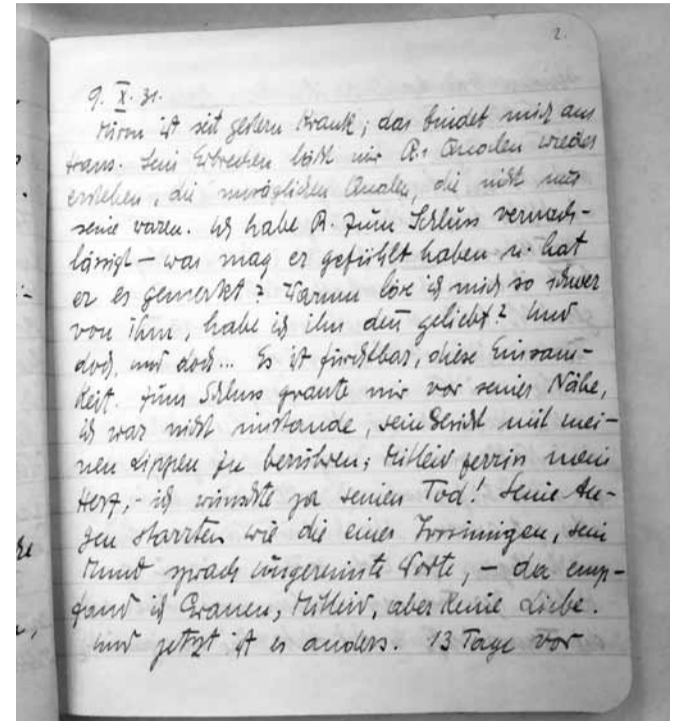 2.
9. X. 31.
ist seit gestern krank; das bindet mich ans
Haus. Sein Erbrechen lässt mir R.s Qualen wieder
erstehen, die unsäglichen Qualen, die nicht nur
seine waren. Ich habe R. zum Schluss vernach-
lässigt – was mag er gefühlt haben u. hat
er es gemerkt? Warum löse ich mich so schwer
von ihm, habe ich ihn den geliebt? Und
doch, und doch... Es ist furchtbar, diese Einsam-
keit. Zum Schluss graute mir vor seiner Nähe,
ich war nicht imstande, sein Gesicht mit mei-
nen Lippen zu berühren; Mitleid zerriss mein
Herz, - ich wünschte ja seinen Tod! Seine Au-
gen starrten wie die eines Irrsinnigen, sein
Mund sprach ungereimte Worte, – da emp-
fand ich Grauen, Mitleid, aber keine Liebe.
Und jetzt ist es anders. 13 Tage vor